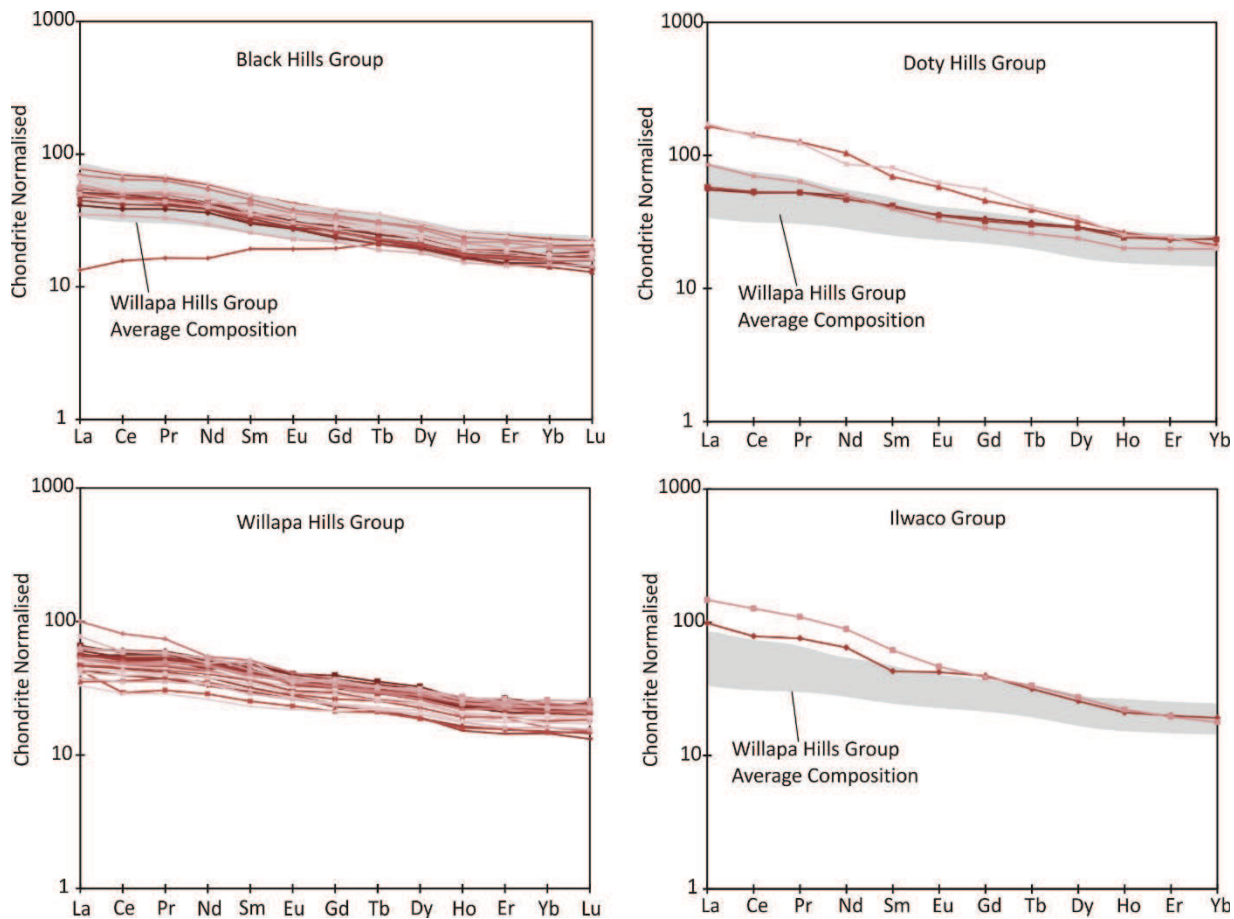 Black Hills Group
Chondrite Normalised
1000
100
10
1
Willapa Hills Group
Average Composition
La Ce Pr Nd Sm Eu Gd Tb Dy Ho Er Yb Lu
Doty Hills Group
Chondrite Normalised
1000
100
10
1
Willapa Hills Group
Average Composition
La Ce Pr Nd Sm Eu Gd Tb Dy Ho Er Yb
Willapa Hills Group
Chondrite Normalised
1000
100
10
1
La Ce Pr Nd Sm Eu Gd Tb Dy Ho Er Yb Lu
Ilwaco Group
Chondrite Normalised
1000
100
10
1
Willapa Hills Group
Average Composition
La Ce Pr Nd Sm Eu Gd Tb Dy Ho Er Yb